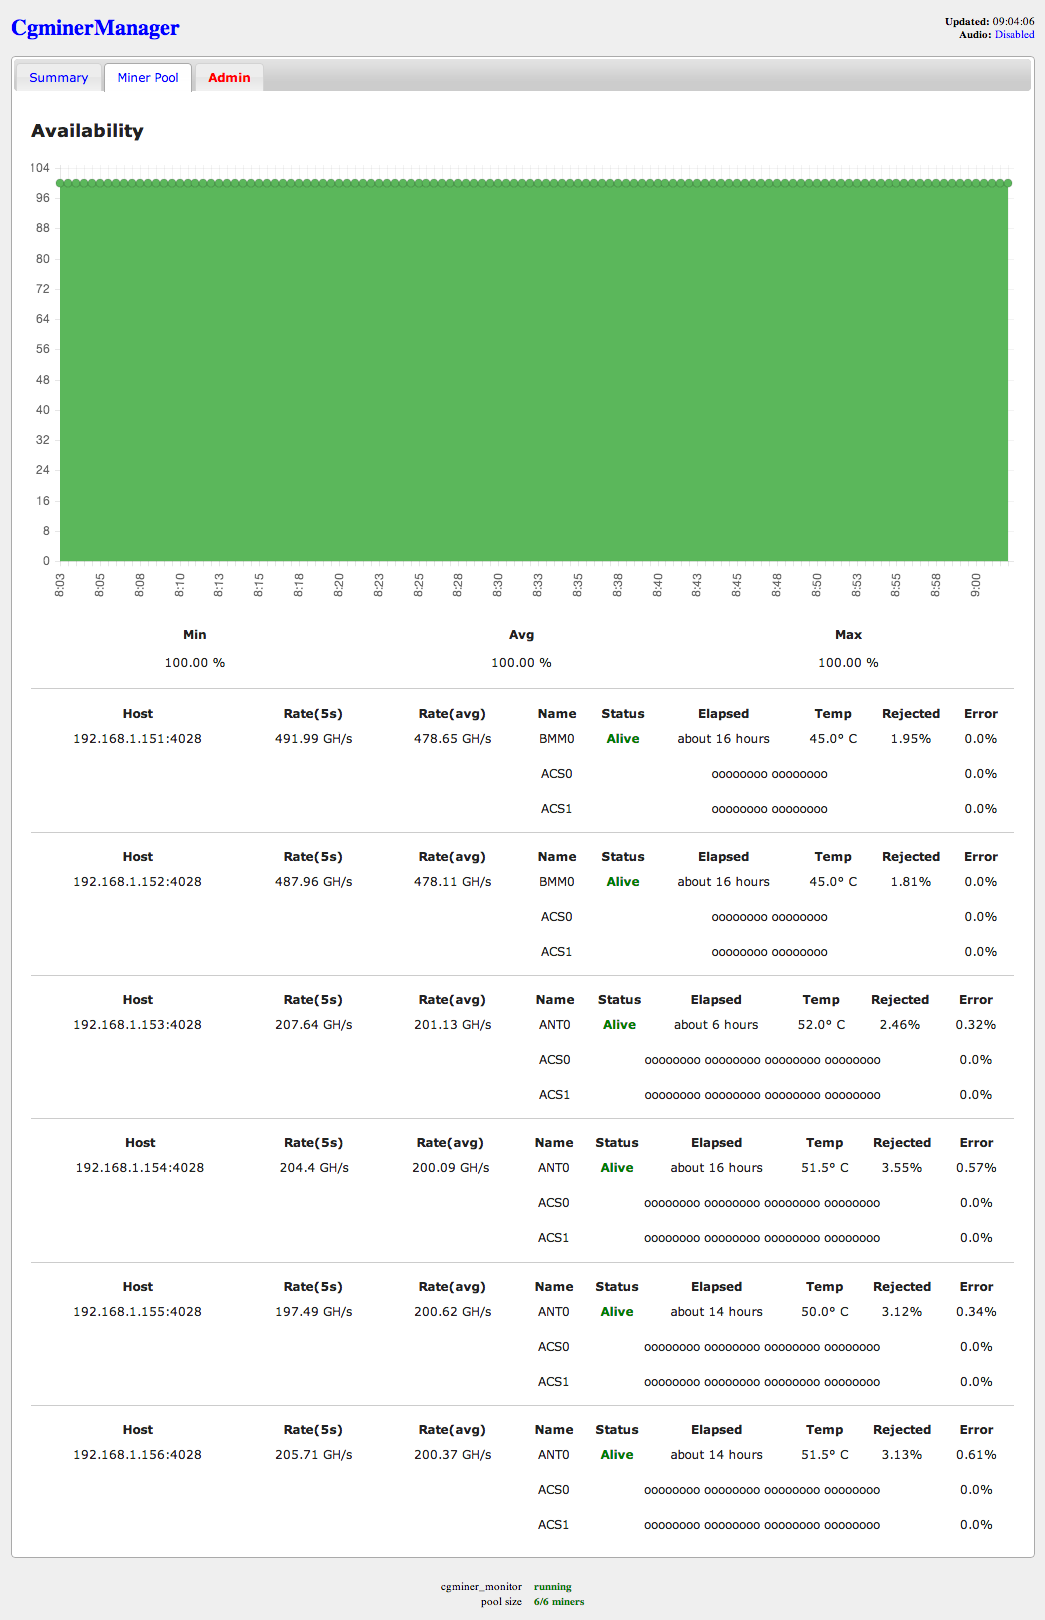 CgminerManager
Updated: 09:04:06
Audio: Disabled
Summary Miner Pool Admin
Availability
104
96
88
80
72
64
56
48
40
32
24
16
8
0
8:03 8:05 8:08 8:10 8:13 8:15 8:18 8:20 8:23 8:25 8:28 8:30 8:33 8:35 8:38 8:40 8:43 8:45 8:48 8:50 8:53 8:55 8:58 9:00
Min Avg Max
100.00 % 100.00 % 100.00 %
Host Rate(5s) Rate(avg) Name Status Elapsed Temp Rejected Error
192.168.1.151:4028 491.99 GH/s 478.65 GH/s BMM0 Alive about 16 hours 45.0° C 1.95% 0.0%
ACS0 oooooooo oooooooo 0.0%
ACS1 oooooooo oooooooo 0.0%
Host Rate(5s) Rate(avg) Name Status Elapsed Temp Rejected Error
192.168.1.152:4028 487.96 GH/s 478.11 GH/s BMM0 Alive about 16 hours 45.0° C 1.81% 0.0%
ACS0 oooooooo oooooooo 0.0%
ACS1 oooooooo oooooooo 0.0%
Host Rate(5s) Rate(avg) Name Status Elapsed Temp Rejected Error
192.168.1.153:4028 207.64 GH/s 201.13 GH/s ANT0 Alive about 6 hours 52.0° C 2.46% 0.32%
ACS0 oooooooo oooooooo oooooooo oooooooo 0.0%
ACS1 oooooooo oooooooo oooooooo oooooooo 0.0%
Host Rate(5s) Rate(avg) Name Status Elapsed Temp Rejected Error
192.168.1.154:4028 204.4 GH/s 200.09 GH/s ANT0 Alive about 16 hours 51.5° C 3.55% 0.57%
ACS0 oooooooo oooooooo oooooooo oooooooo 0.0%
ACS1 oooooooo oooooooo oooooooo oooooooo 0.0%
Host Rate(5s) Rate(avg) Name Status Elapsed Temp Rejected Error
192.168.1.155:4028 197.49 GH/s 200.62 GH/s ANT0 Alive about 14 hours 50.0° C 3.12% 0.34%
ACS0 oooooooo oooooooo oooooooo oooooooo 0.0%
ACS1 oooooooo oooooooo oooooooo oooooooo 0.0%
Host Rate(5s) Rate(avg) Name Status Elapsed Temp Rejected Error
192.168.1.156:4028 205.71 GH/s 200.37 GH/s ANT0 Alive about 14 hours 51.5° C 3.13% 0.61%
ACS0 oooooooo oooooooo oooooooo oooooooo 0.0%
ACS1 oooooooo oooooooo oooooooo oooooooo 0.0%
cgminer_monitor running
pool size 6/6 miners